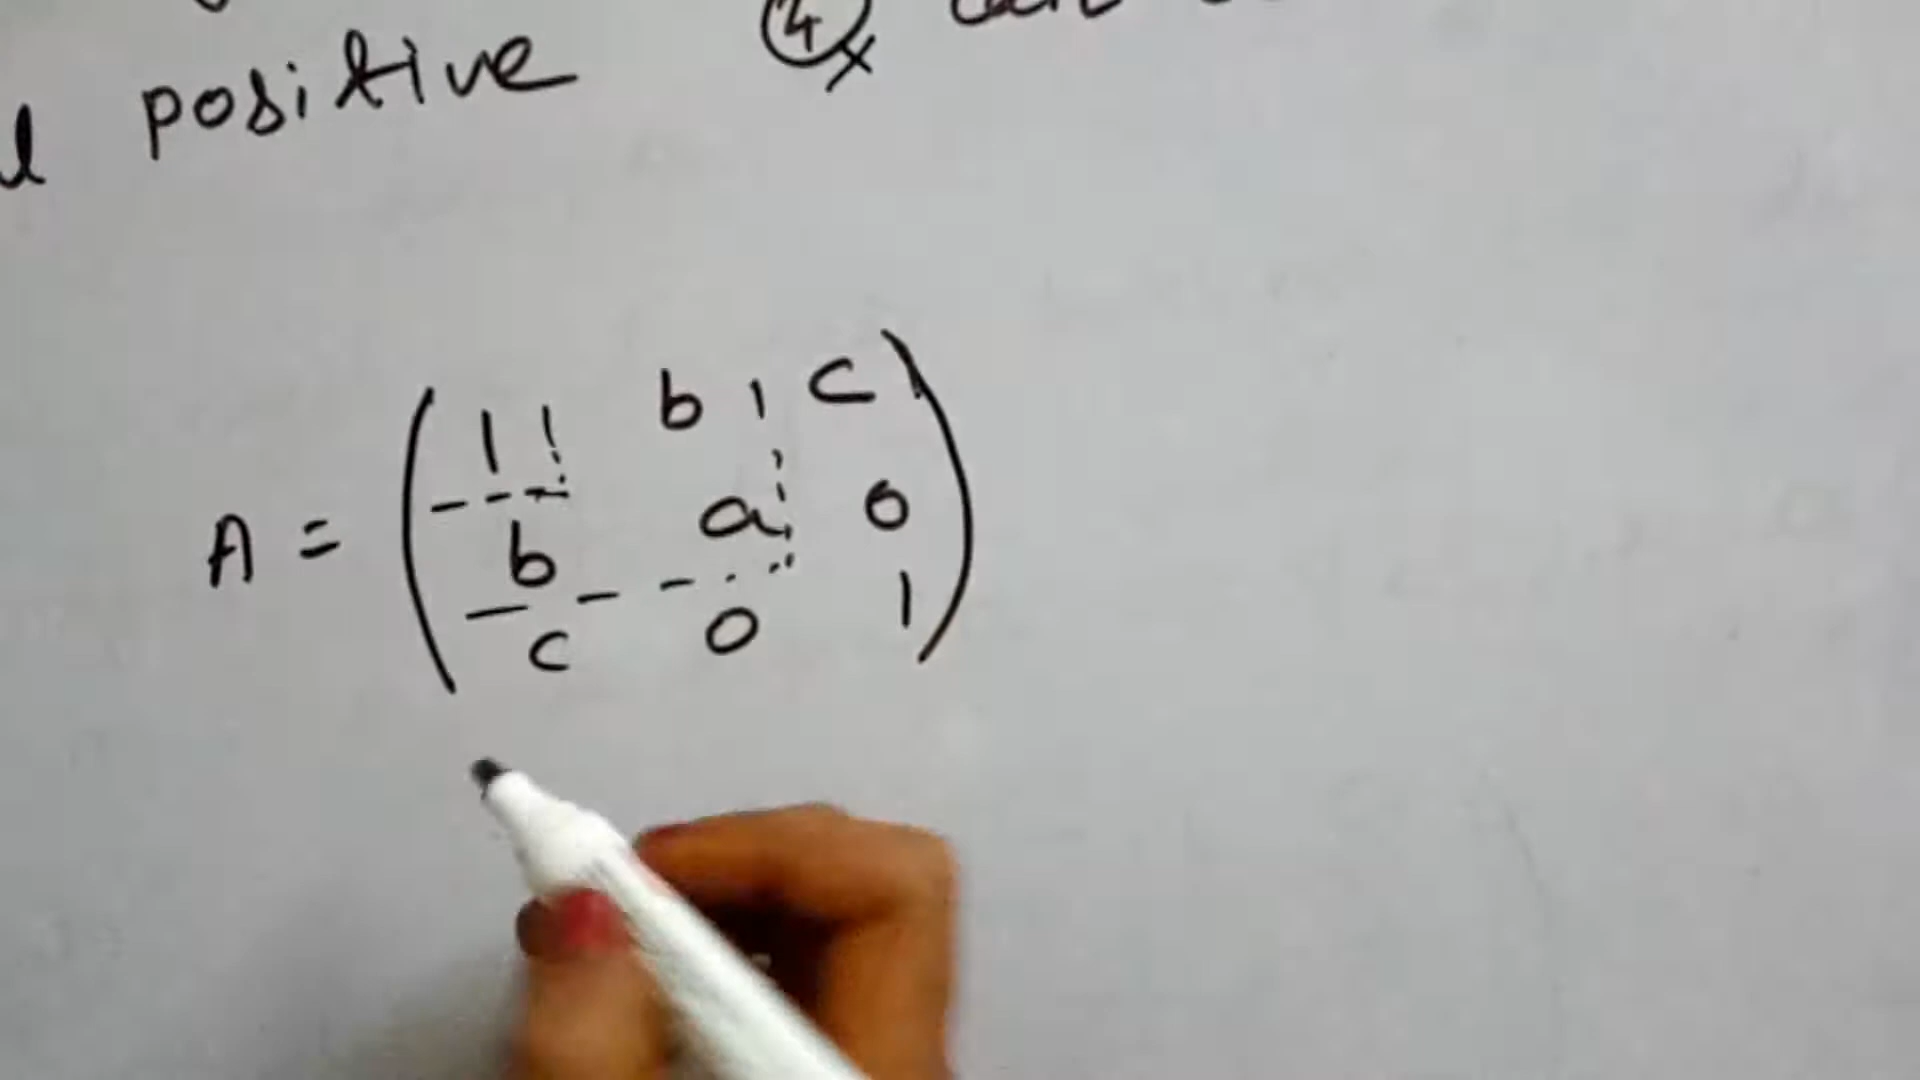 positive 4 x
A = ( 1 b c
b a 0
c 0 1 )